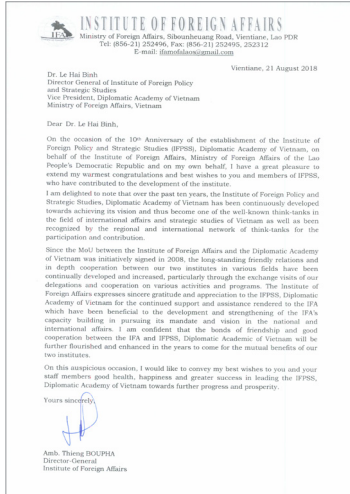 INSTITUTE OF FOREIGN AFFAIRS
IFA
Ministry of Foreign Affairs, Sibounheuang Road, Vientiane, Lao PDR
Tel: (856-21) 252496, Fax: (856-21) 252495, 252312
E-mail: ifamofalaos@gmail.com
Vientiane, 21 August 2018
Dr. Le Hai Binh
Director General of Institute of Foreign Policy
and Strategic Studies
Vice President, Diplomatic Academy of Vietnam
Ministry of Foreign Affairs, Vietnam
Dear Dr. Le Hai Binh,
On the occasion of the 10th Anniversary of the establishment of the Institute of
Foreign Policy and Strategic Studies (IFPSS), Diplomatic Academy of Vietnam, on
behalf of the Institute of Foreign Affairs, Ministry of Foreign Affairs of the Lao
People's Democratic Republic and on my own behalf, I have a great pleasure to
extend my warmest congratulations and best wishes to you and members of IFPSS,
who have contributed to the development of the institute.
I am delighted to note that over the past ten years, the Institute of Foreign Policy and
Strategic Studies, Diplomatic Academy of Vietnam has been continuously developed
towards achieving its vision and thus become one of the well-known think-tanks in
the field of international affairs and strategic studies of Vietnam as well as been
recognized by the regional and international network of think-tanks for the
participation and contribution.
Since the MoU between the Institute of Foreign Affairs and the Diplomatic Academy
of Vietnam was initiatively signed in 2008, the long-standing friendly relations and
in depth cooperation between our two institutes in various fields have been
continually developed and increased, particularly through the exchange visits of our
delegations and cooperation on various activities and programs. The Institute of
Foreign Affairs expresses sincere gratitude and appreciation to the IFPSS, Diplomatic
Academy of Vietnam for the continued support and assistance rendered to the IFA
which have been beneficial to the development and strengthening of the IFA's
capacity building in pursuing its mandate and vision in the national and
international affairs. I am confident that the bonds of friendship and good
cooperation between the IFA and IFPSS, Diplomatic Academic of Vietnam will be
further flourished and enhanced in the years to come for the mutual benefits of our
two institutes.
On this auspicious occasion, I would like to convey my best wishes to you and your
staff members good health, happiness and greater success in leading the IFPSS,
Diplomatic Academy of Vietnam towards further progress and prosperity.
Yours sincerely,
Amb. Thieng BOUPHA
Director-General
Institute of Foreign Affairs